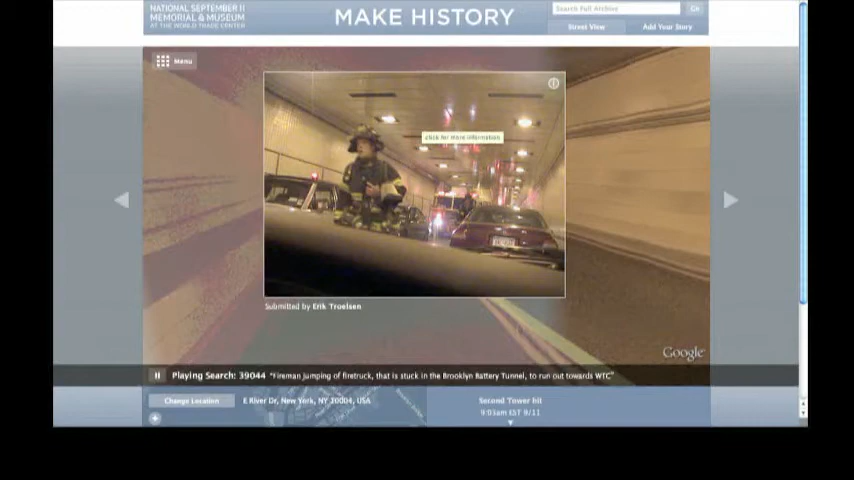 NATIONAL SEPTEMBER 11
MEMORIAL & MUSEUM
AT THE WORLD TRADE CENTER
MAKE HISTORY
Search Full Archive
Go
Street View
Add Your Story
Menu
click for more information
Submitted by Erik Troelsen
Google
Playing Search: 39044 "Fireman jumping of firetruck, that is stuck in the Brooklyn Battery Tunnel, to run out towards WTC"
Change Location
E River Dr, New York, NY 20004, USA
Second Tower hit
9:03am EST 9/11